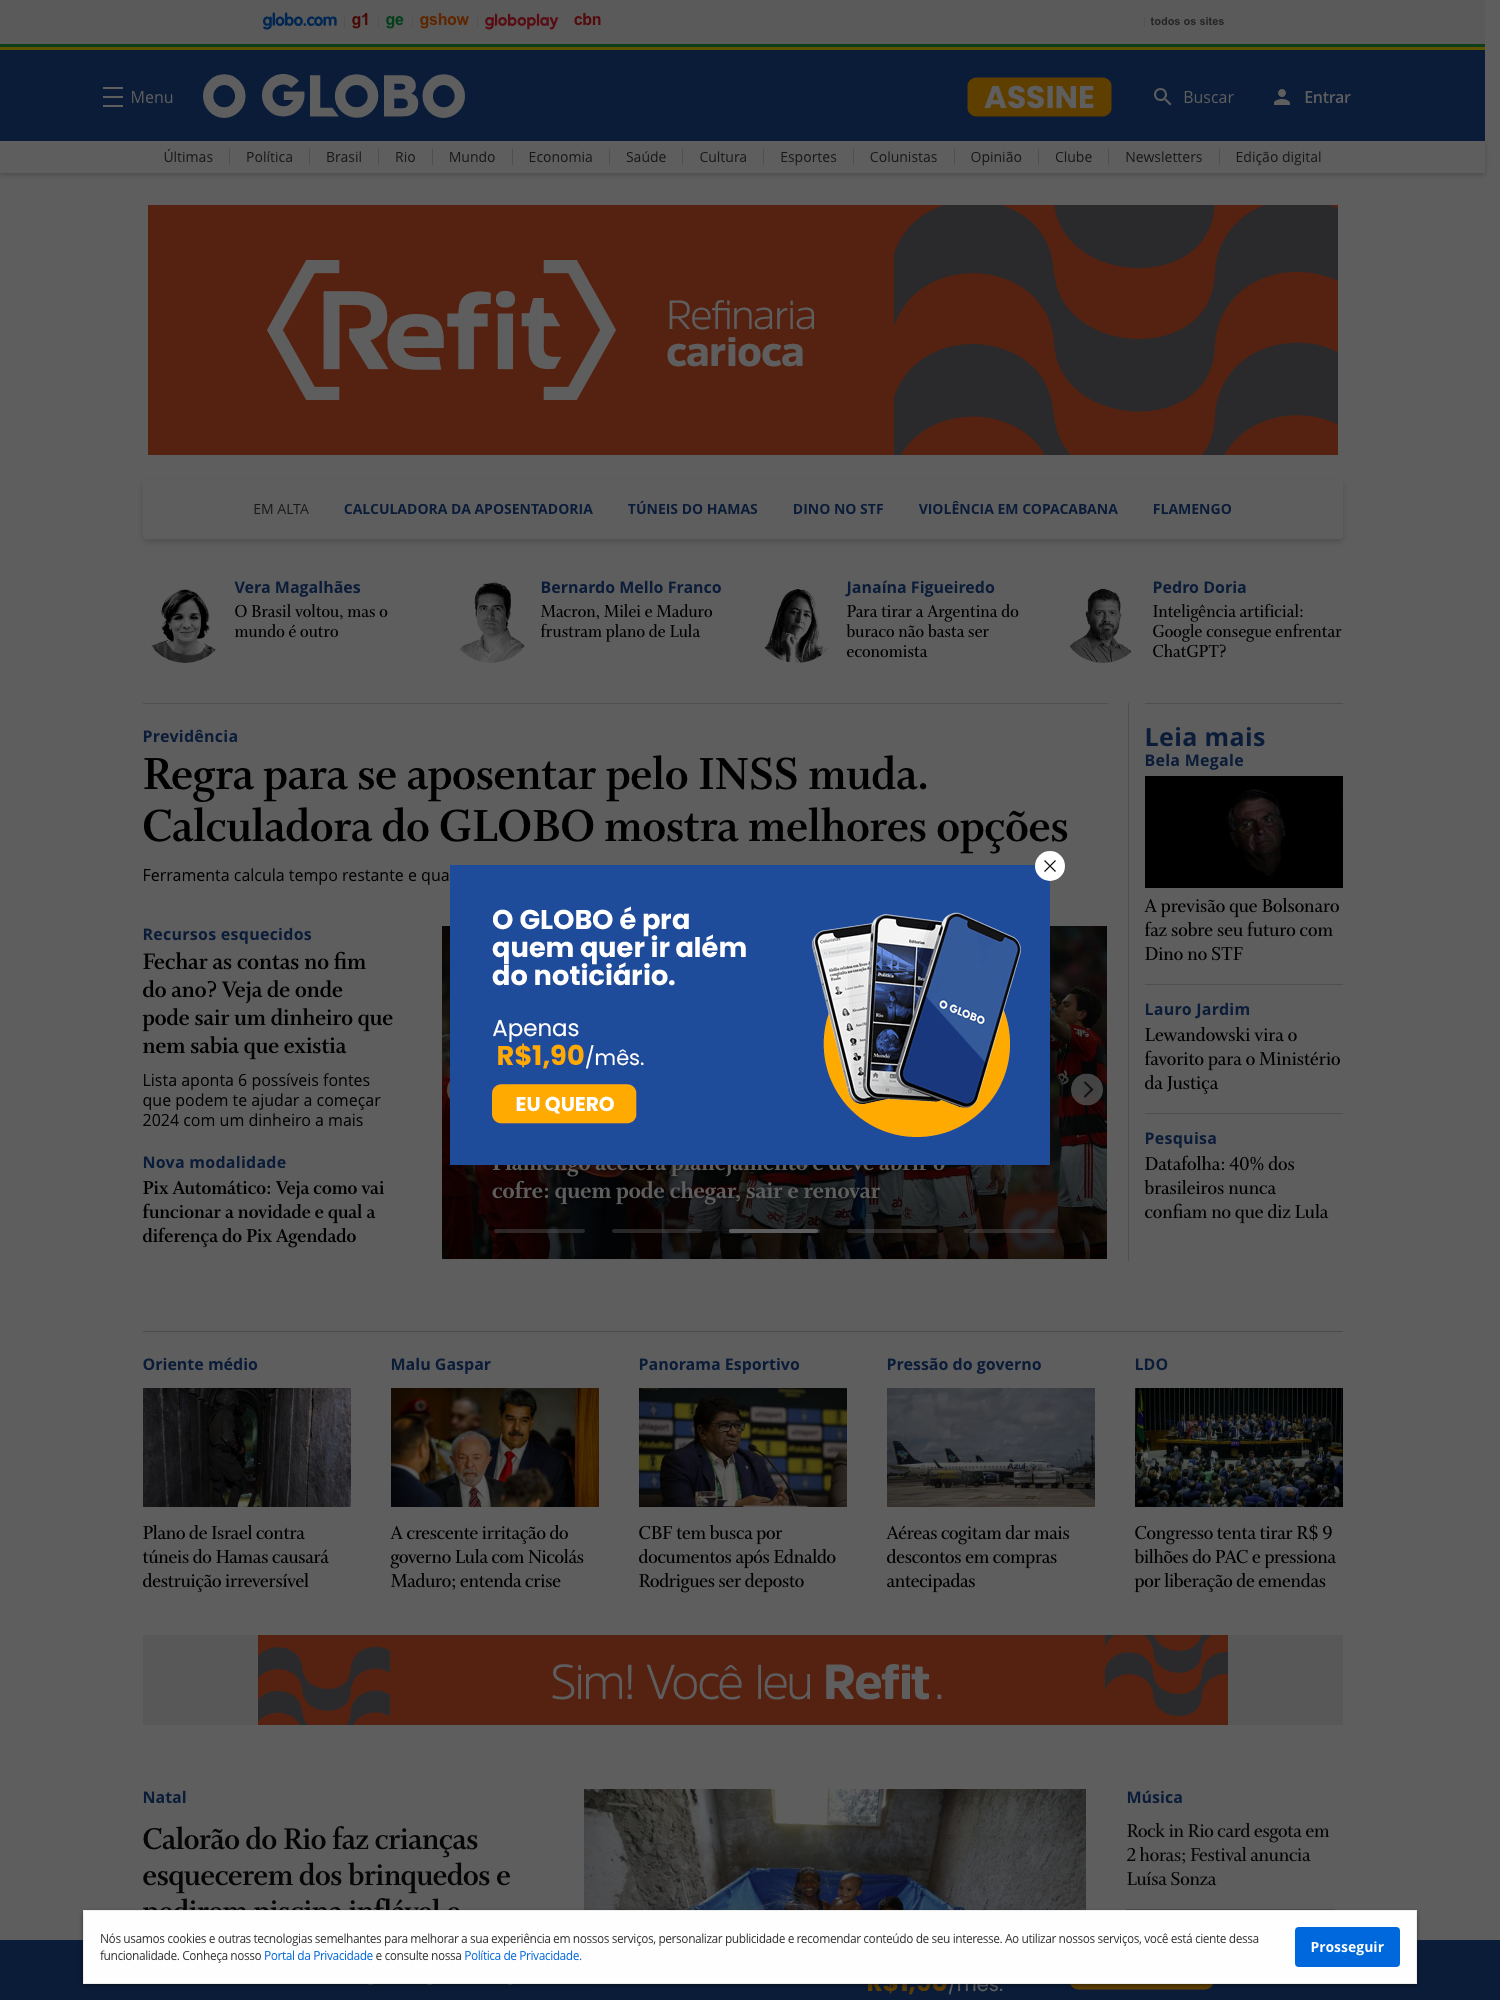 globo.com g1 ge gshow globoplay cbn todos os sites
Menu O GLOBO ASSINE Buscar Entrar
Últimas Política Brasil Rio Mundo Economia Saúde Cultura Esportes Colunistas Opinião Clube Newsletters Edição digital
Refit
Refinaria
carioca
EM ALTA CALCULADORA DA APOSENTADORIA TÚNEIS DO HAMAS DINO NO STF VIOLÊNCIA EM COPACABANA FLAMENGO
Vera Magalhães
O Brasil voltou, mas o
mundo é outro
Bernardo Mello Franco
Macron, Milei e Maduro
frustram plano de Lula
Janaína Figueiredo
Para tirar a Argentina do
buraco não basta ser
economista
Pedro Doria
Inteligência artificial:
Google consegue enfrentar
ChatGPT?
Previdência
Regra para se aposentar pelo INSS muda.
Calculadora do GLOBO mostra melhores opções
Ferramenta calcula tempo restante e
Recursos esquecidos
Fechar as contas no fim
do ano? Veja de onde
pode sair um dinheiro que
nem sabia que existia
Lista aponta 6 possíveis fontes
que podem te ajudar a começar
2024 com um dinheiro a mais
Nova modalidade
Pix Automático: Veja como vai
funcionar a novidade e qual a
diferença do Pix Agendado
O GLOBO é pra
quem quer ir além
do noticiário.
Apenas
R$1,90/mês.
EU QUERO
O GLOBO
Flamengo acelera planejamento e deve abrir o
cofre: quem pode chegar, sair e renovar
Leia mais
Bela Megale
A previsão que Bolsonaro
faz sobre seu futuro com
Dino no STF
Lauro Jardim
Lewandowski vira o
favorito para o Ministério
da Justiça
Pesquisa
Datafolha: 40% dos
brasileiros nunca
confiam no que diz Lula
Oriente médio
Plano de Israel contra
túneis do Hamas causará
destruição irreversível
Malu Gaspar
A crescente irritação do
governo Lula com Nicolás
Maduro; entenda crise
Panorama Esportivo
CBF tem busca por
documentos após Ednaldo
Rodrigues ser deposto
Pressão do governo
Azul
Aéreas cogitam dar mais
descontos em compras
antecipadas
LDO
Congresso tenta tirar R$ 9
bilhões do PAC e pressiona
por liberação de emendas
Sim! Você leu Refit.
Natal
Calorão do Rio faz crianças
esquecerem dos brinquedos e
pediram piscina inflável e
Música
Rock in Rio card esgota em
2 horas; Festival anuncia
Luísa Sonza
Nós usamos cookies e outras tecnologias semelhantes para melhorar a sua experiência em nossos serviços, personalizar publicidade e recomendar conteúdo de seu interesse. Ao utilizar nossos serviços, você está ciente dessa
funcionalidade. Conheça nosso Portal da Privacidade e consulte nossa Política de Privacidade.
Prosseguir
R$1,90/mês.